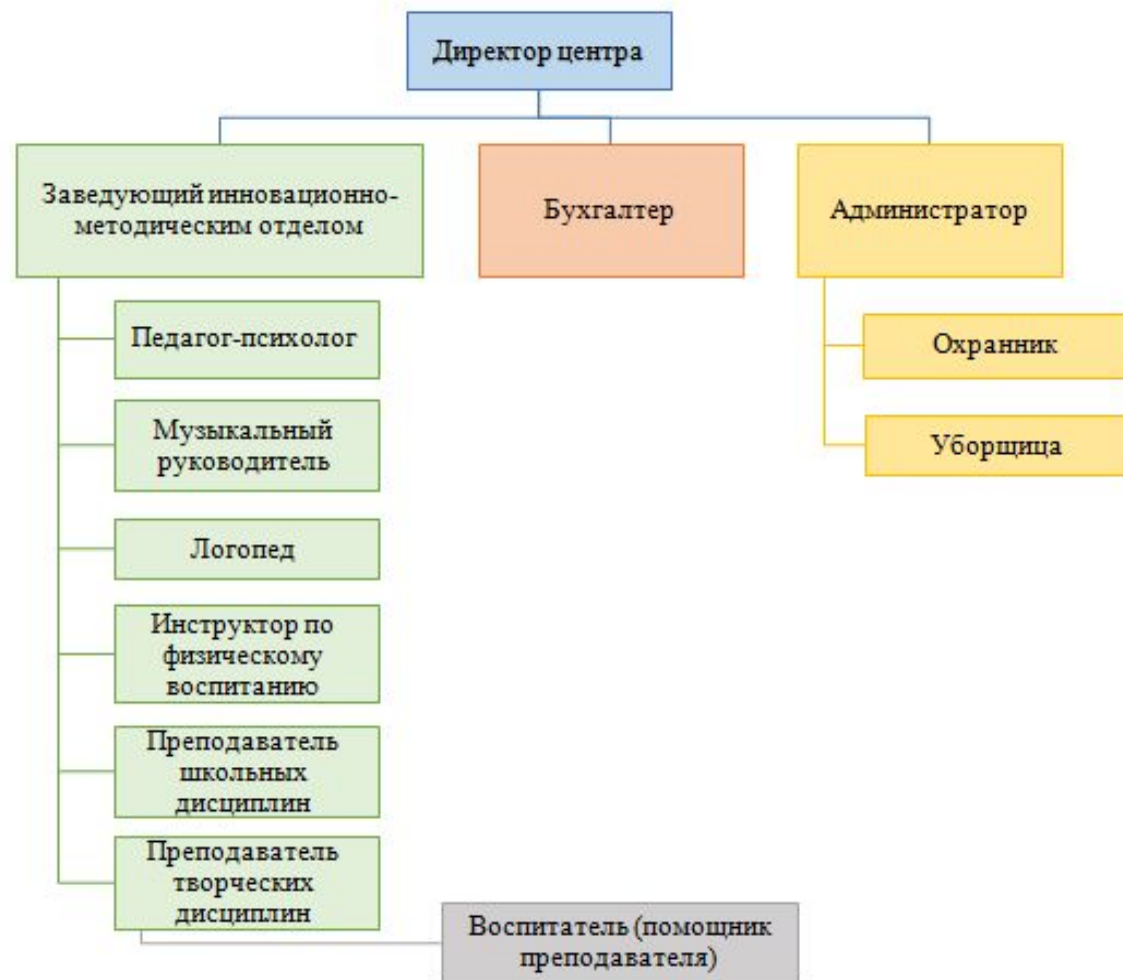 Директор центра
Заведующий инновационно-
методическим отделом
Бухгалтер
Администратор
Педагог-психолог
Музыкальный
руководитель
Логопед
Инструктор по
физическому
воспитанию
Преподаватель
школьных
дисциплин
Преподаватель
творческих
дисциплин
Воспитатель (помощник
преподавателя)
Охранник
Уборщица